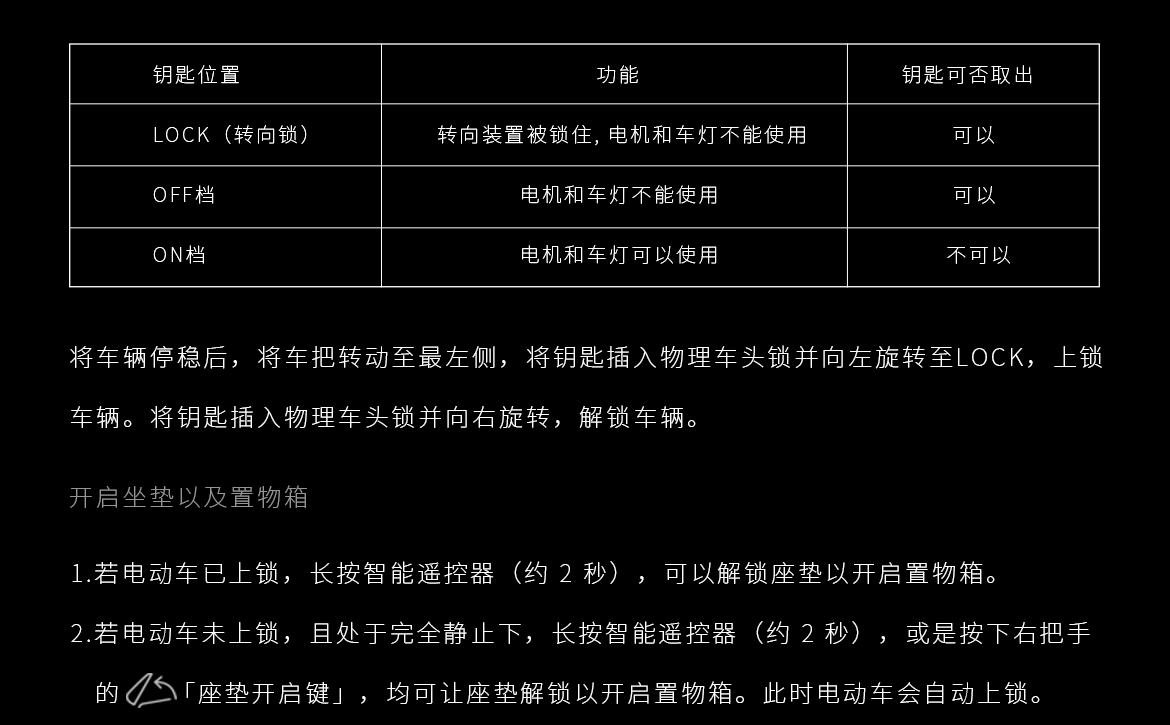 钥匙位置 功能 钥匙可否取出
LOCK（转向锁） 转向装置被锁住, 电机和车灯不能使用 可以
OFF档 电机和车灯不能使用 可以
ON档 电机和车灯可以使用 不可以
将车辆停稳后，将车把转动至最左侧，将钥匙插入物理车头锁并向左旋转至LOCK，上锁
车辆。将钥匙插入物理车头锁并向右旋转，解锁车辆。
开启坐垫以及置物箱
1.若电动车已上锁，长按智能遥控器（约 2 秒），可以解锁座垫以开启置物箱。
2.若电动车未上锁，且处于完全静止下，长按智能遥控器（约 2 秒），或是按下右把手
的「座垫开启键」，均可让座垫解锁以开启置物箱。此时电动车会自动上锁。